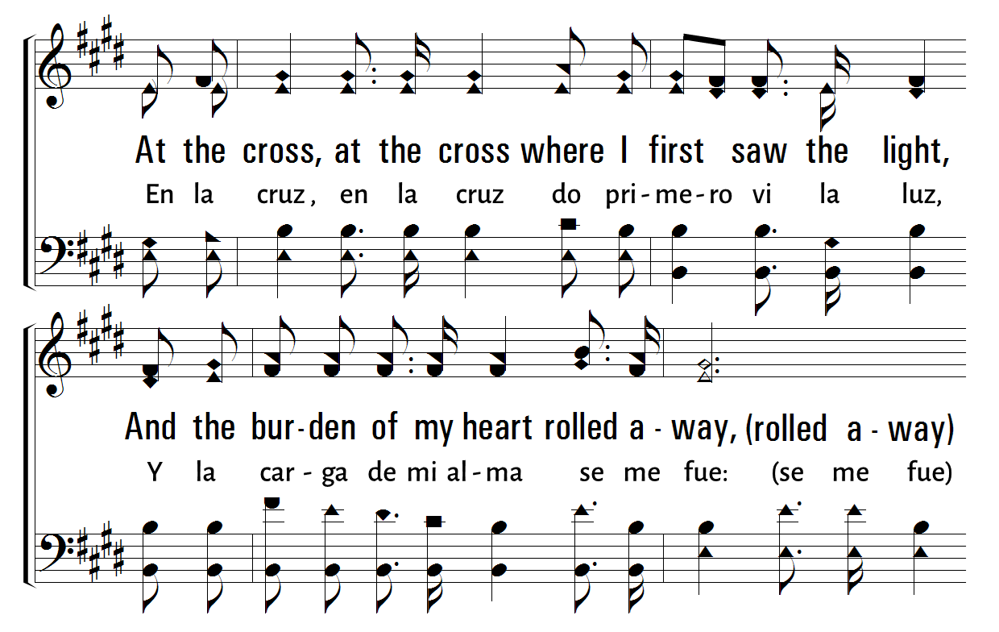 At the cross, at the cross where I first saw the light,
En la cruz, en la cruz do pri-me-ro vi la luz,
And the bur-den of my heart rolled a-way, (rolled a-way)
Y la car-ga de mi al-ma se me fue: (se me fue)